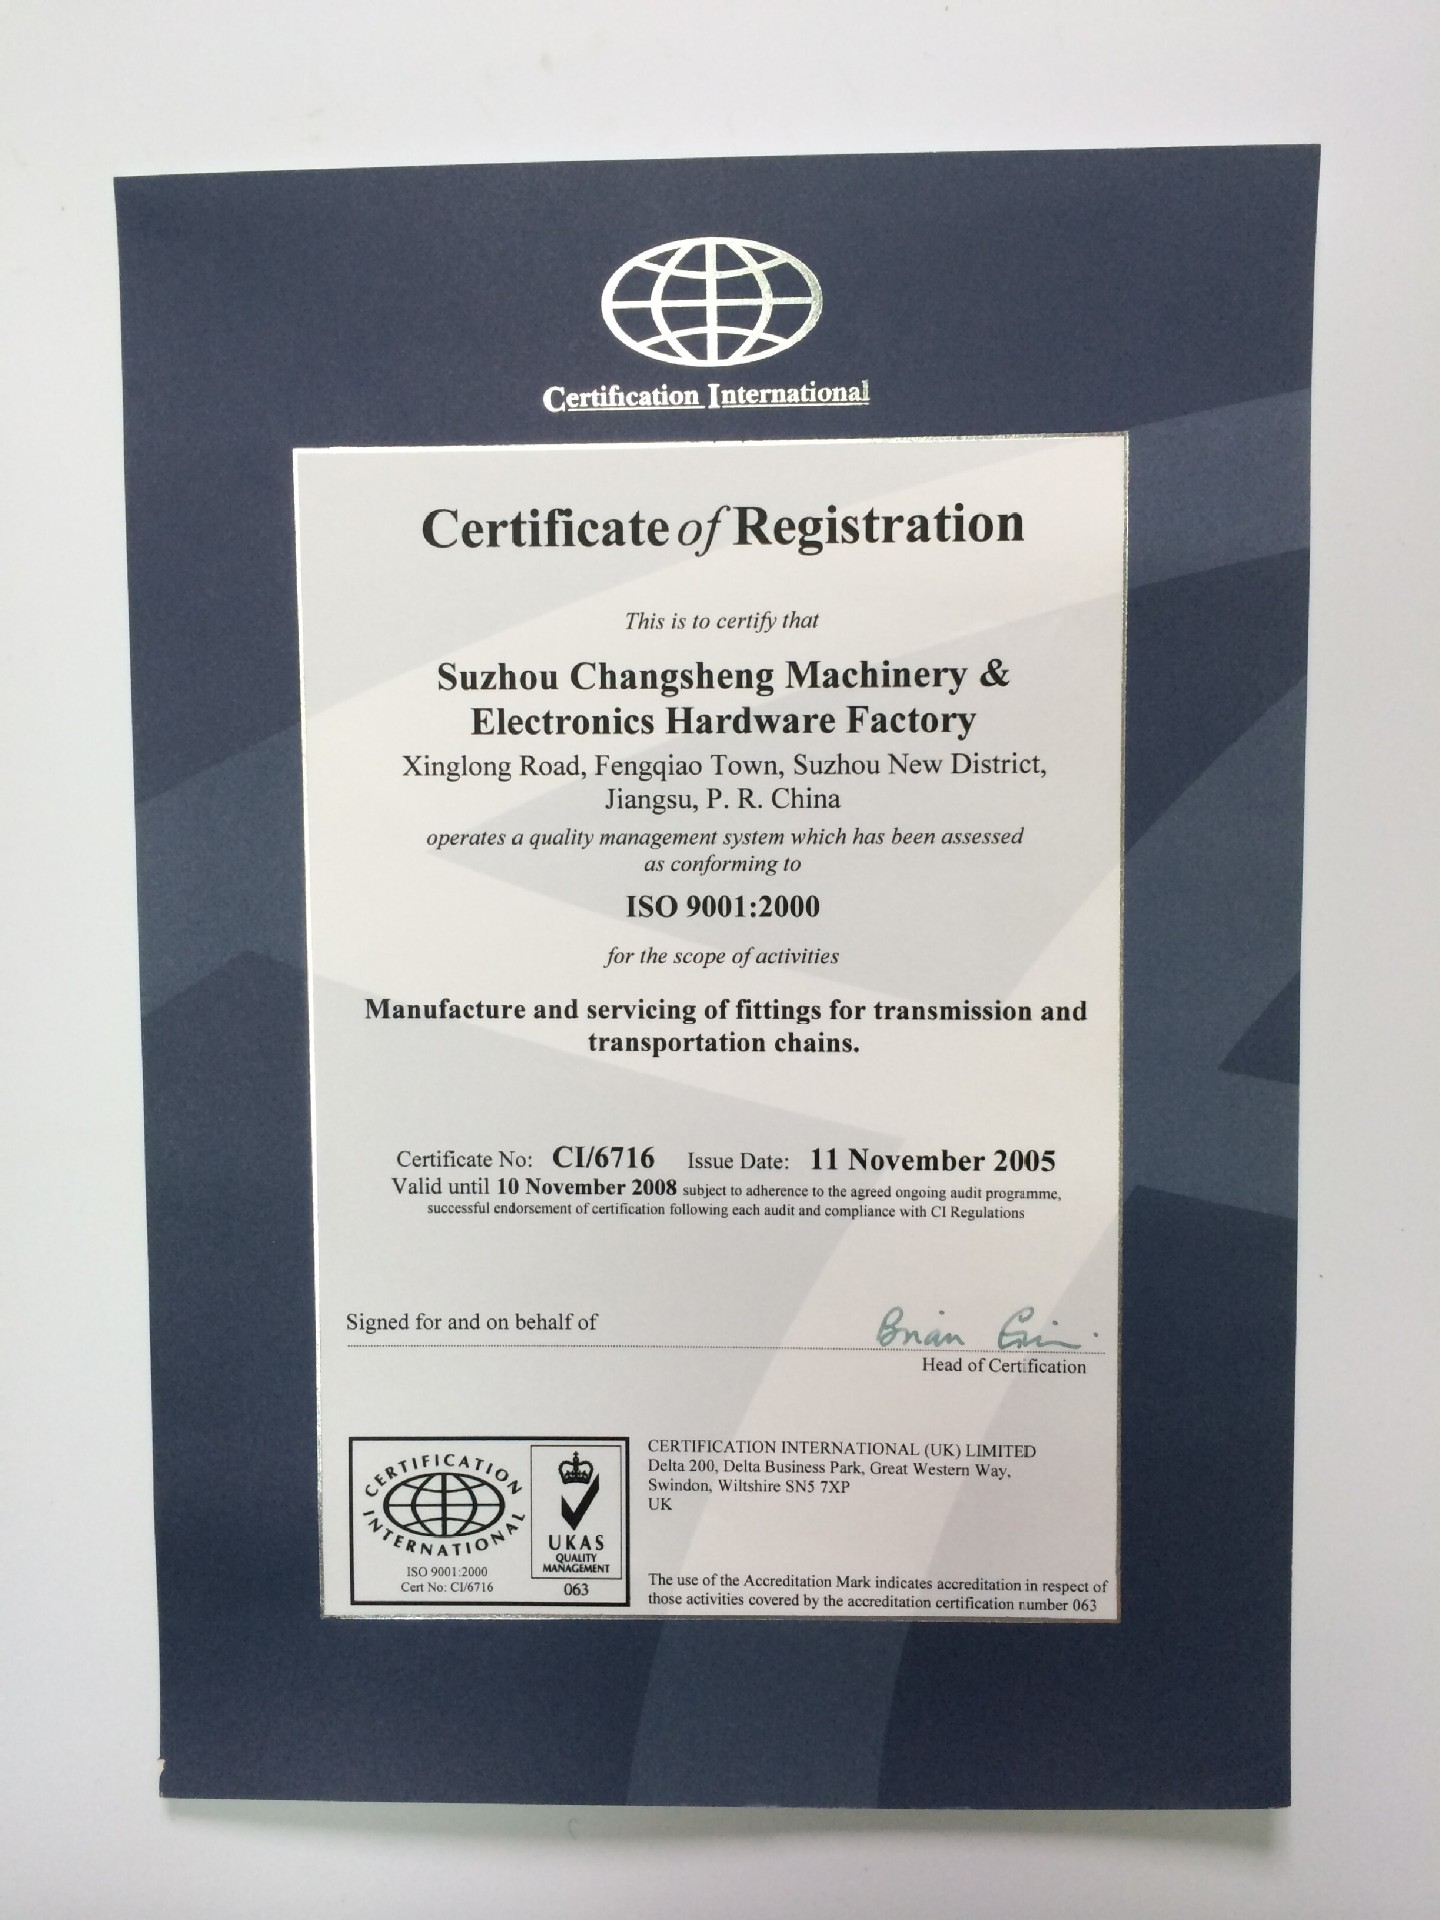 Certification International
Certificate of Registration
This is to certify that
Suzhou Changsheng Machinery &
Electronics Hardware Factory
Xinglong Road, Fengqiao Town, Suzhou New District,
Jiangsu, P. R. China
operates a quality management system which has been assessed
as conforming to
ISO 9001:2000
for the scope of activities
Manufacture and servicing of fittings for transmission and
transportation chains.
Certificate No: CI/6716 Issue Date: 11 November 2005
Valid until 10 November 2008 subject to adherence to the agreed ongoing audit programme,
successful endorsement of certification following each audit and compliance with CI Regulations
Signed for and on behalf of
Brian
Head of Certification
CERTIFICATION
INTERNATIONAL
ISO 9001:2000
Cert No: CI/6716
UKAS
QUALITY
MANAGEMENT
063
CERTIFICATION INTERNATIONAL (UK) LIMITED
Delta 200, Delta Business Park, Great Western Way,
Swindon, Wiltshire SN5 7XP
UK
The use of the Accreditation Mark indicates accreditation in respect of
those activities covered by the accreditation certification number 063